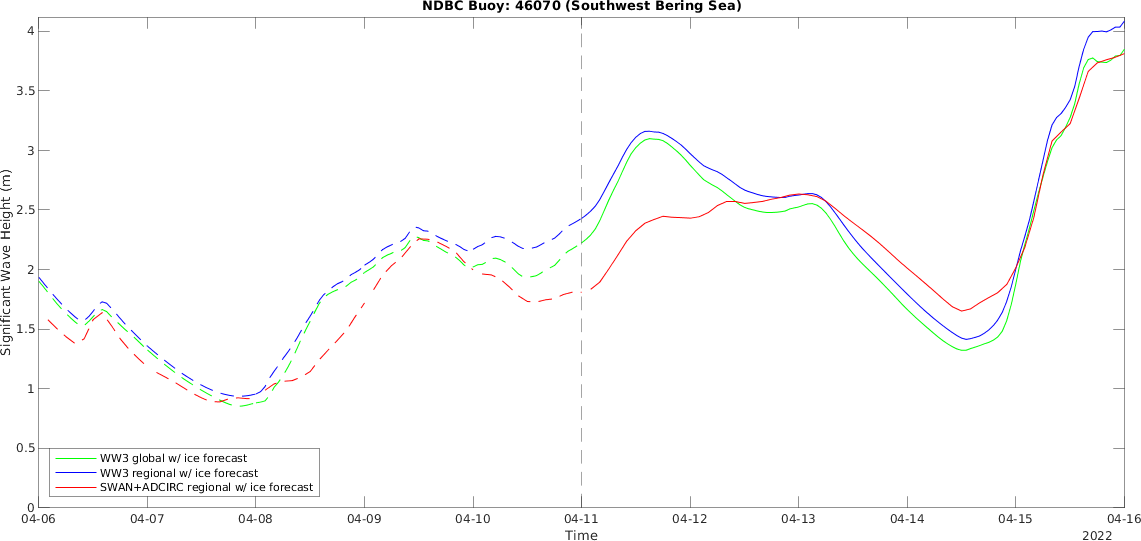 NDBC Buoy: 46070 (Southwest Bering Sea)
4
3.5
3
2.5
2
1.5
1
0.5
0
Significant Wave Height (m)
WW3 global w/ ice forecast
WW3 regional w/ ice forecast
SWAN+ADCIRC regional w/ ice forecast
04-06 04-07 04-08 04-09 04-10 04-11 04-12 04-13 04-14 04-15 04-16
Time
2022